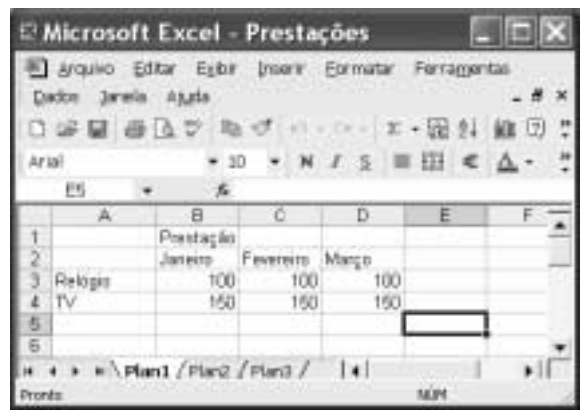 Microsoft Excel - Prestações
Arquivo Editar Exibir Inserir Formatar Ferramentas
Dados Janela Ajuda
Arial 10 N I S
E5 fx
A B C D E F
1 Prestação
2 Janeiro Fevereiro Março
3 Relógio 100 100 100
4 TV 150 150 150
5
6
Plan1 Plan2 Plan3
Pronto NÚM